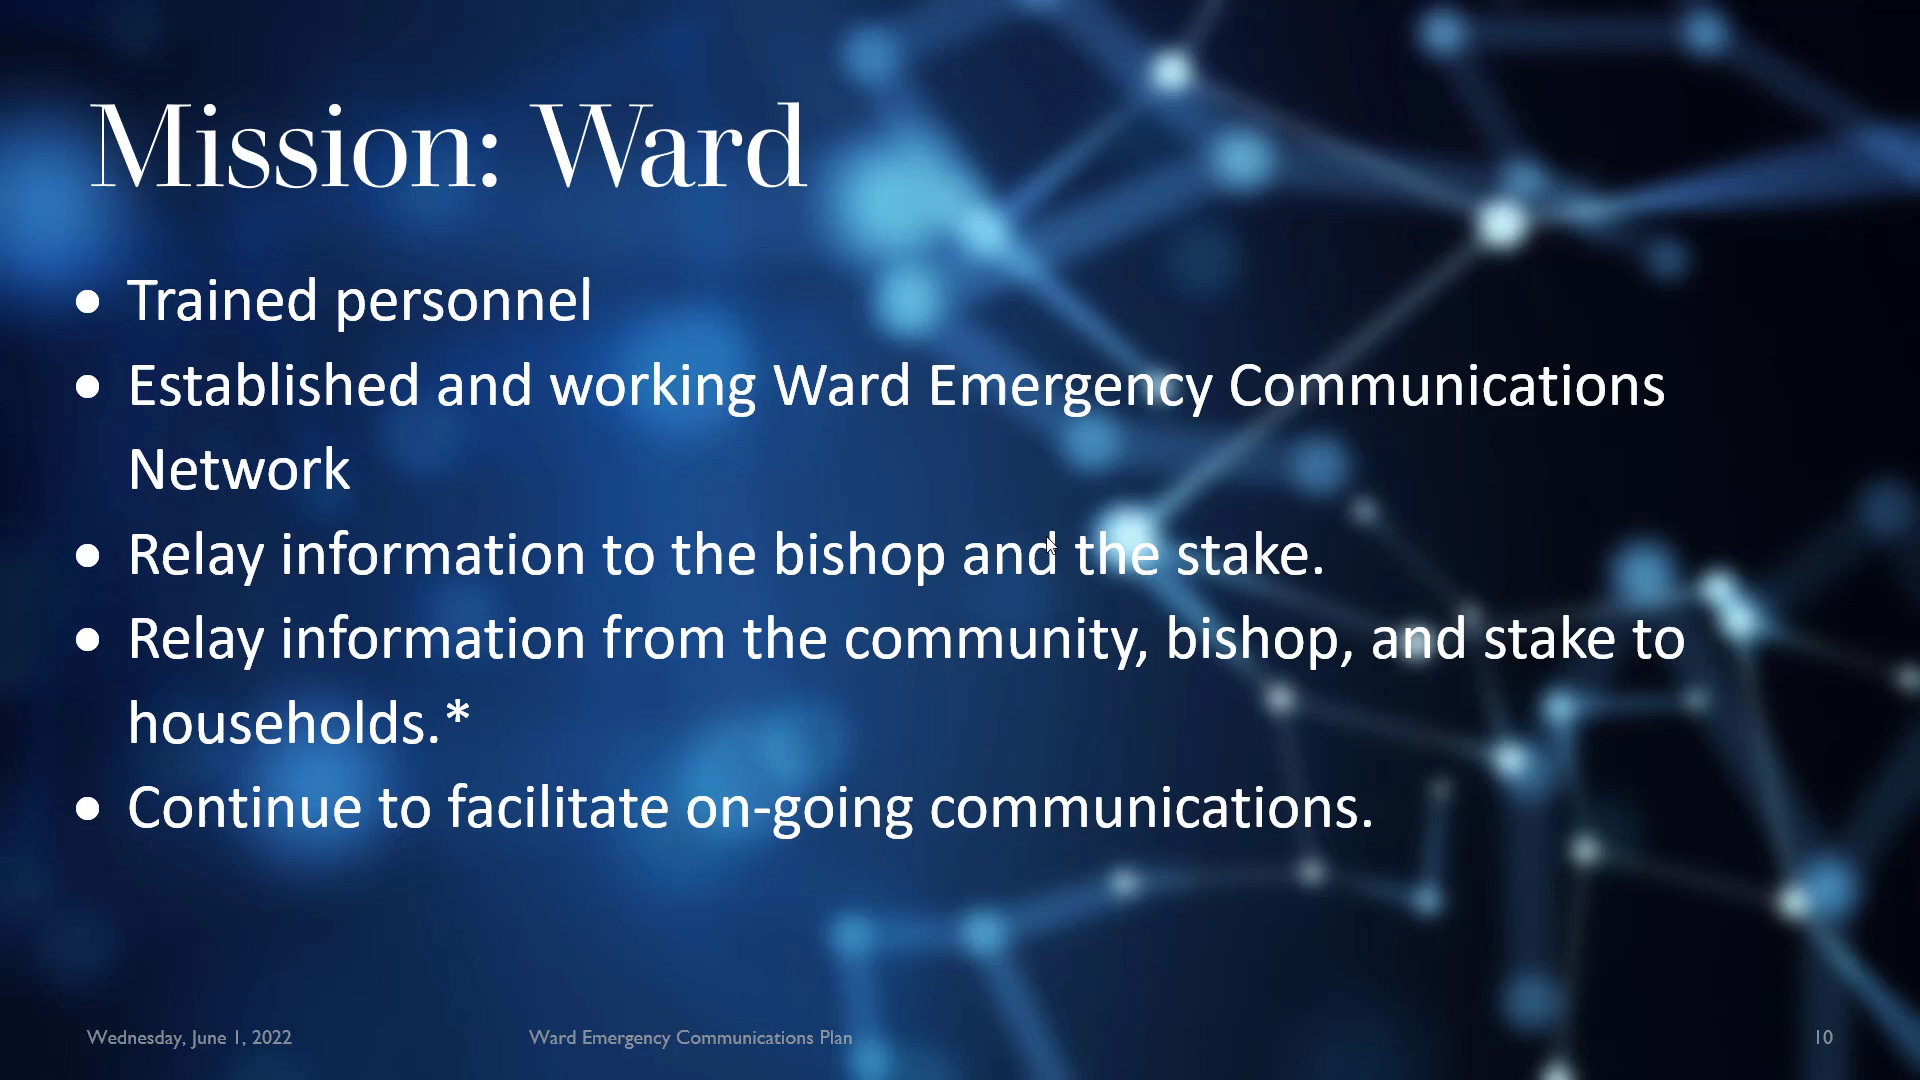 Mission: Ward
• Trained personnel
• Established and working Ward Emergency Communications
Network
• Relay information to the bishop and the stake.
• Relay information from the community, bishop, and stake to
households.*
• Continue to facilitate on-going communications.
Wednesday, June 1, 2022
Ward Emergency Communications Plan
10